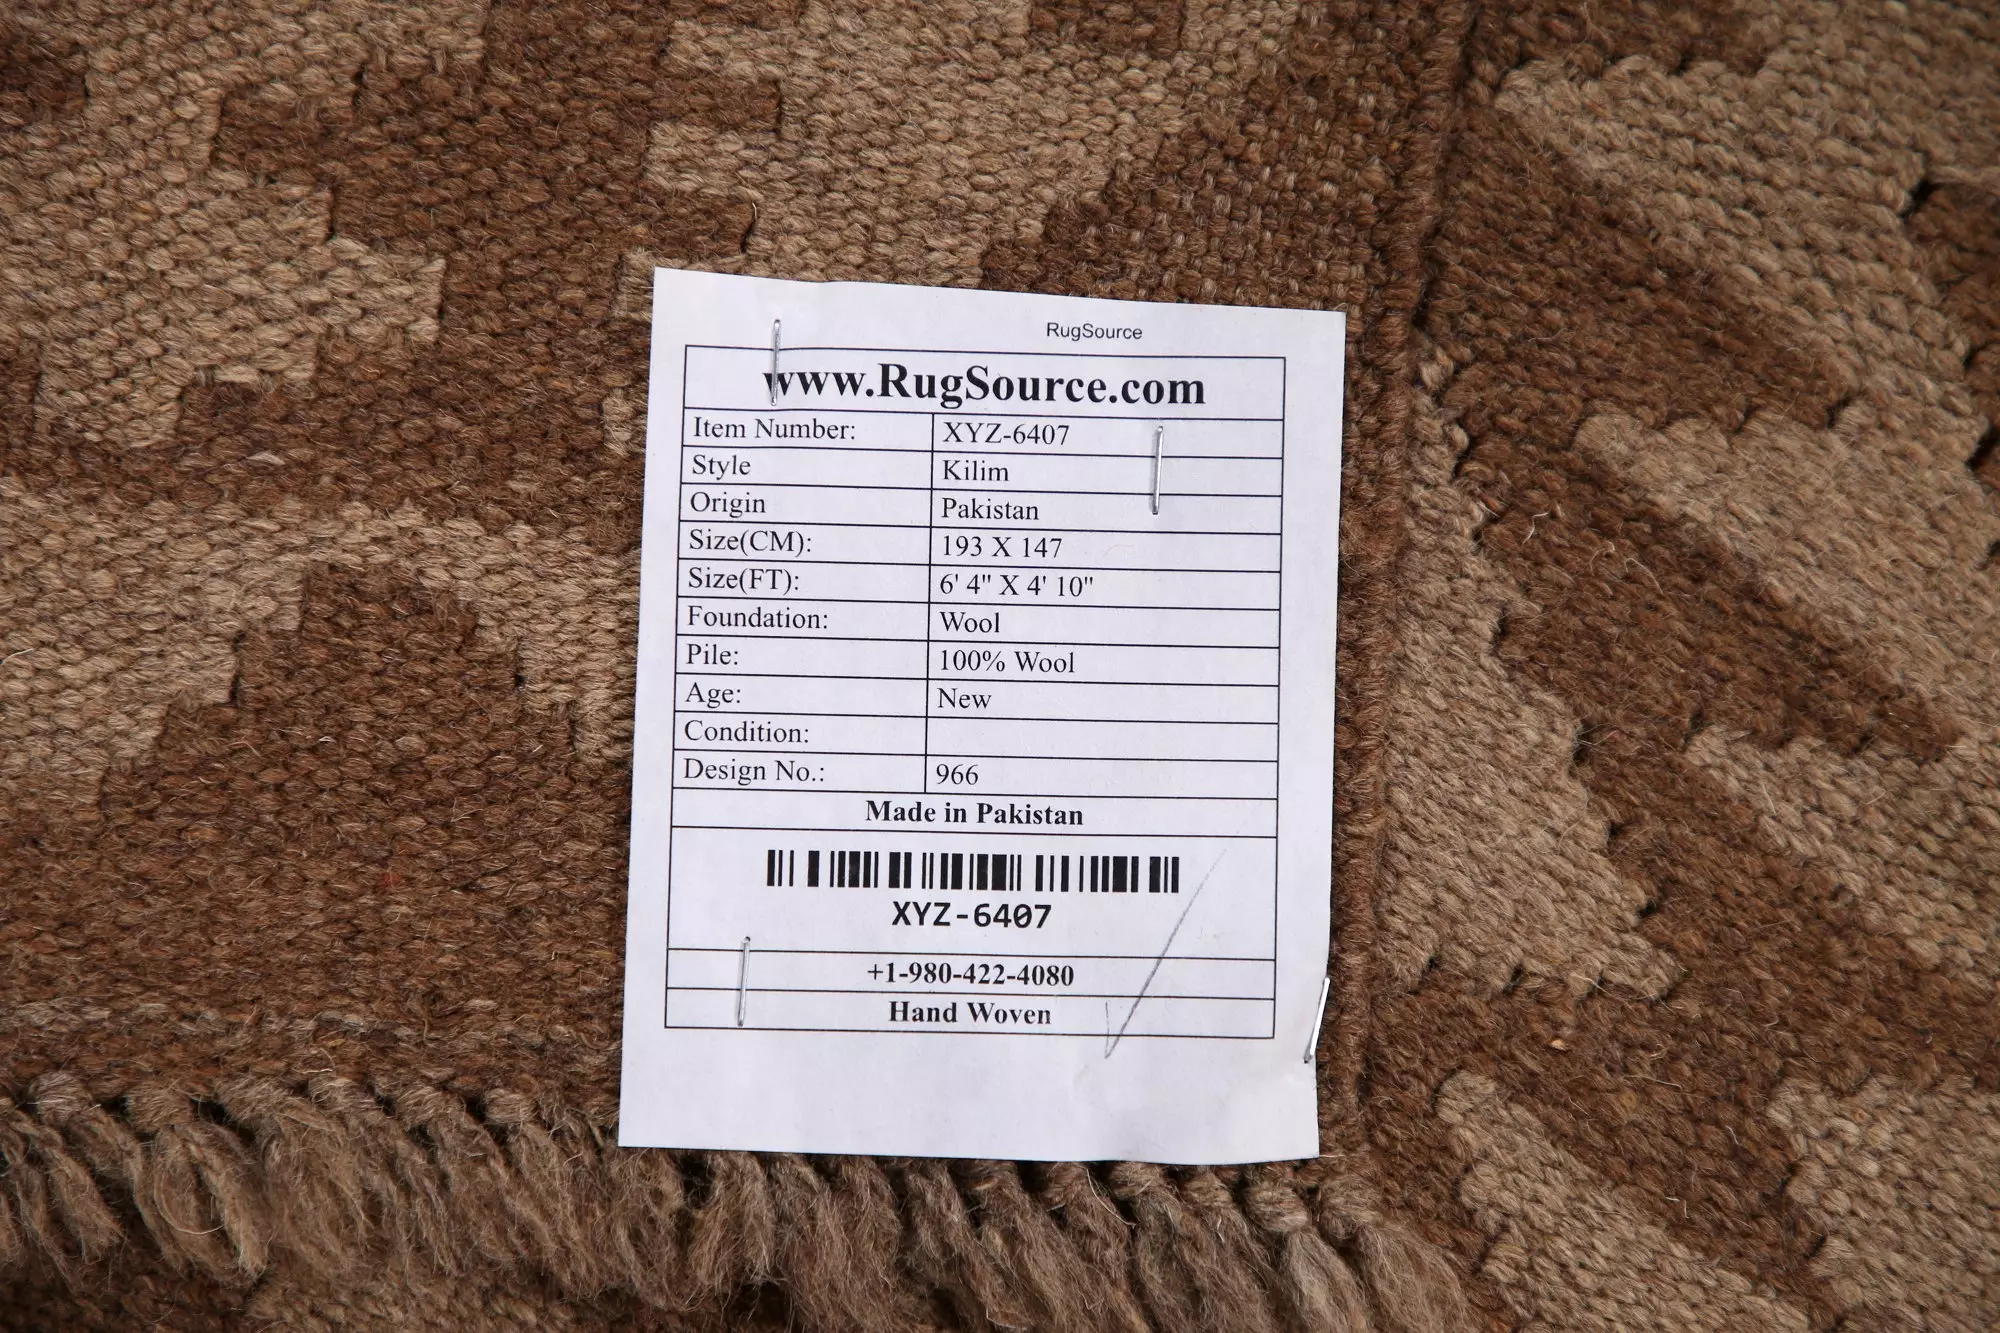 RugSource
www.RugSource.com
Item Number: XYZ-6407
Style Kilim
Origin Pakistan
Size(CM): 193 X 147
Size(FT): 6' 4" X 4' 10"
Foundation: Wool
Pile: 100% Wool
Age: New
Condition:
Design No.: 966
Made in Pakistan
XYZ-6407
+1-980-422-4080
Hand Woven